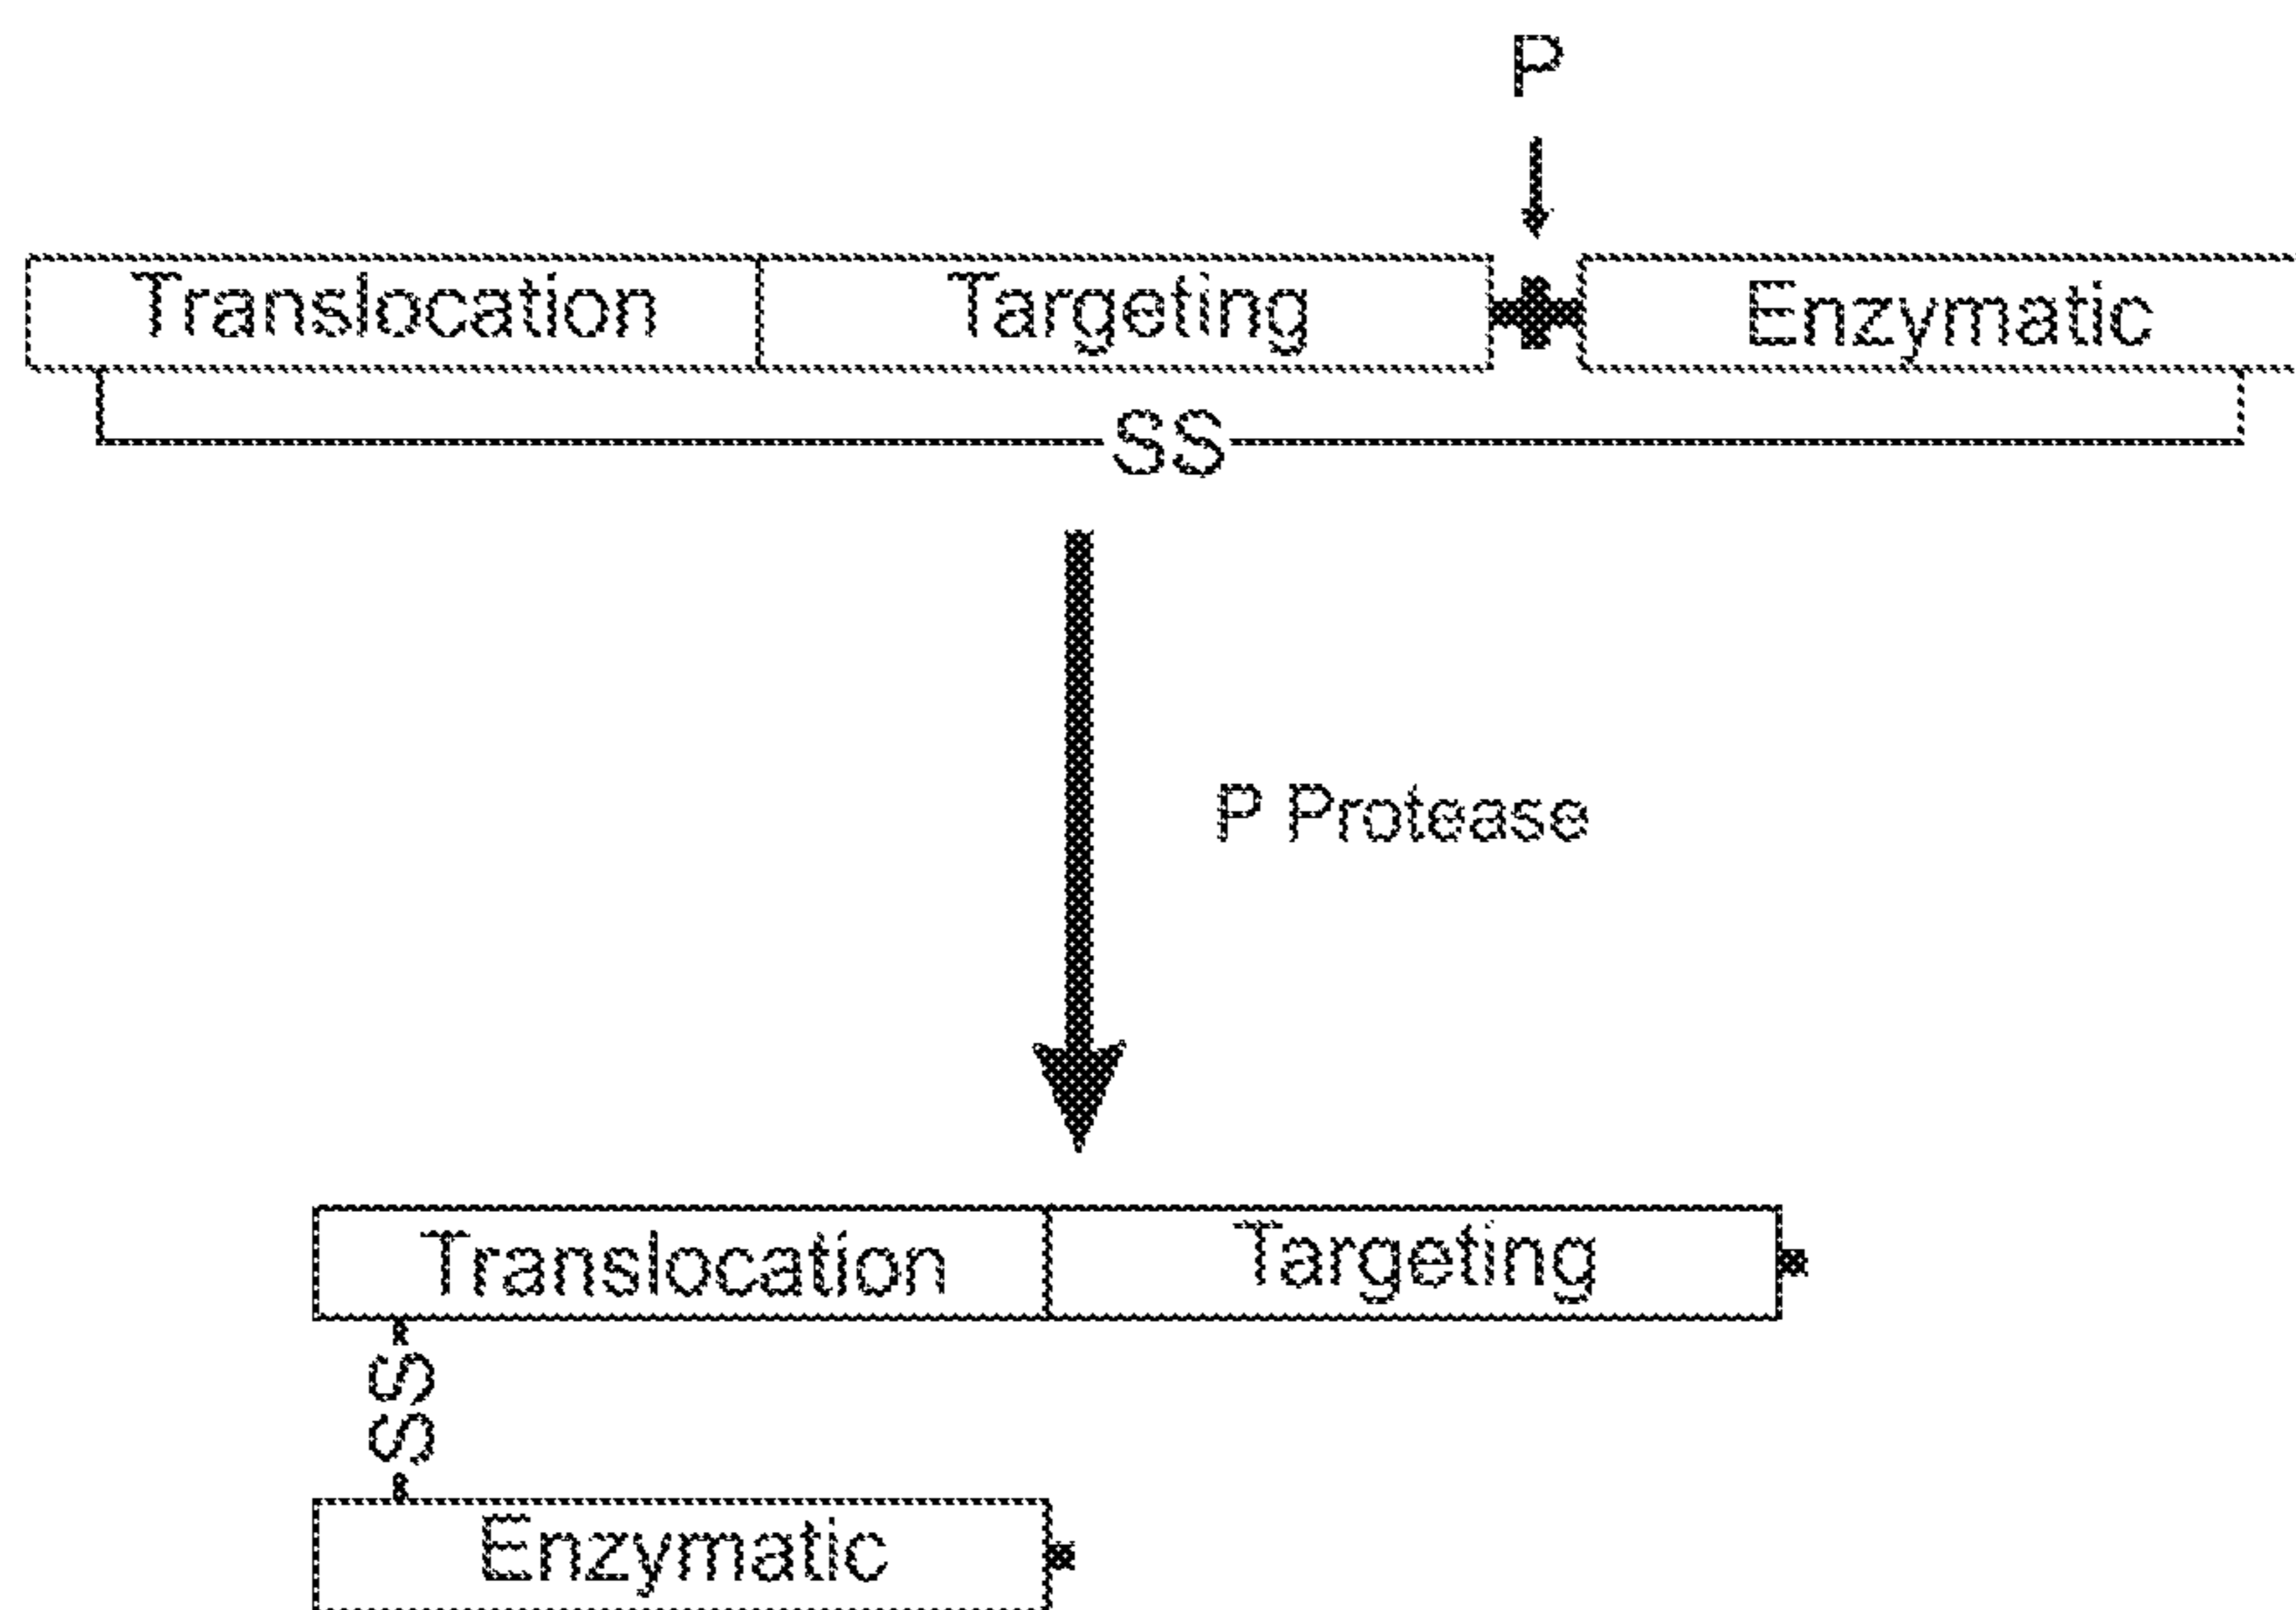 P
Translocation Targeting Enzymatic
SS
P Protease
Translocation Targeting
SS
Enzymatic